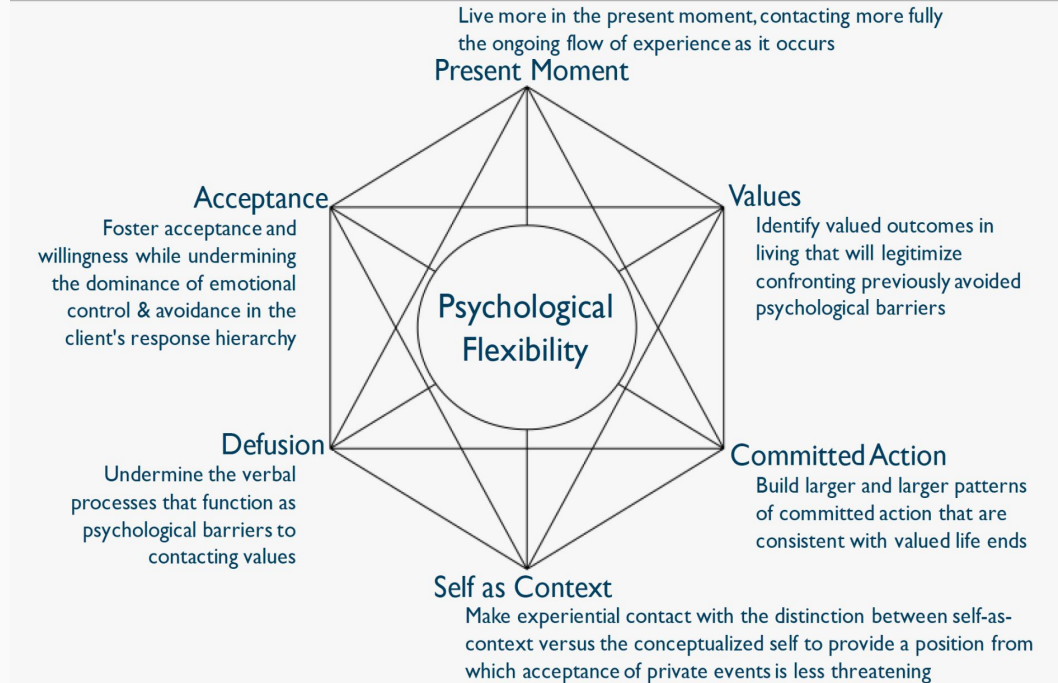 Live more in the present moment, contacting more fully
the ongoing flow of experience as it occurs
Present Moment
Acceptance
Foster acceptance and
willingness while undermining
the dominance of emotional
control & avoidance in the
client's response hierarchy
Values
Identify valued outcomes in
living that will legitimize
confronting previously avoided
psychological barriers
Psychological
Flexibility
Defusion
Undermine the verbal
processes that function as
psychological barriers to
contacting values
Committed Action
Build larger and larger patterns
of committed action that are
consistent with valued life ends
Self as Context
Make experiential contact with the distinction between self-as-
context versus the conceptualized self to provide a position from
which acceptance of private events is less threatening